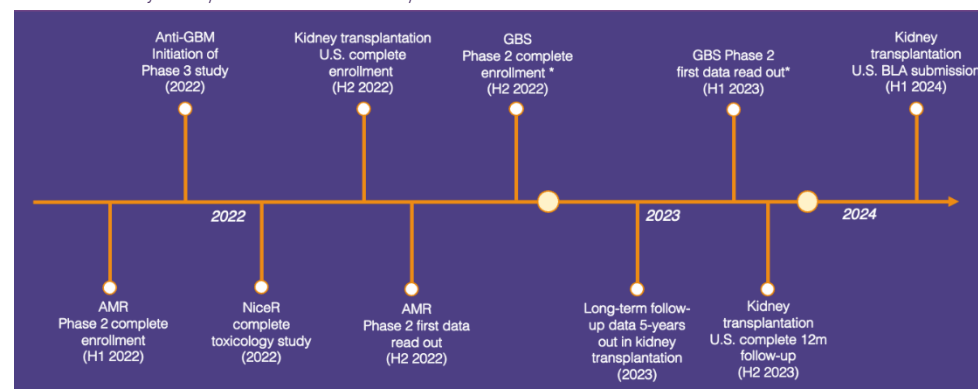 Anti-GBM
Initiation of
Phase 3 study
(2022)
Kidney transplantation
U.S. complete
enrollment
(H2 2022)
GBS
Phase 2 complete
enrollment *
(H2 2022)
GBS Phase 2
first data read out*
(H1 2023)
Kidney
transplantation
U.S. BLA submission
(H1 2024)
2022
2023
2024
AMR
Phase 2 complete
enrollment
(H1 2022)
NiceR
complete
toxicology study
(2022)
AMR
Phase 2 first data
read out
(H2 2022)
Long-term follow-
up data 5-years
out in kidney
transplantation
(2023)
Kidney
transplantation
U.S. complete 12m
follow-up
(H2 2023)